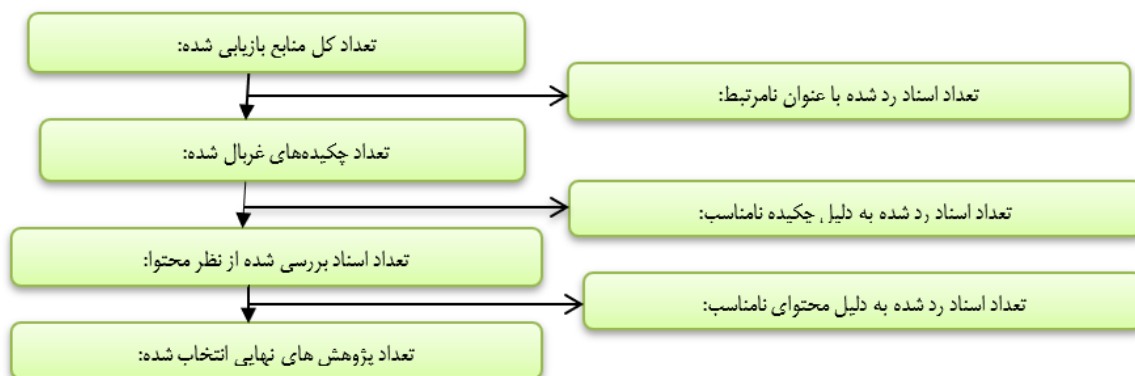 تعداد کل منابع بازیابی شده:
تعداد اسناد رد شده با عنوان نامرتبط:
تعداد چکیده‌های غربال شده:
تعداد اسناد رد شده به دلیل چکیده نامناسب:
تعداد اسناد بررسی شده از نظر محتوا:
تعداد اسناد رد شده به دلیل محتوای نامناسب:
تعداد پژوهش های نهایی انتخاب شده: